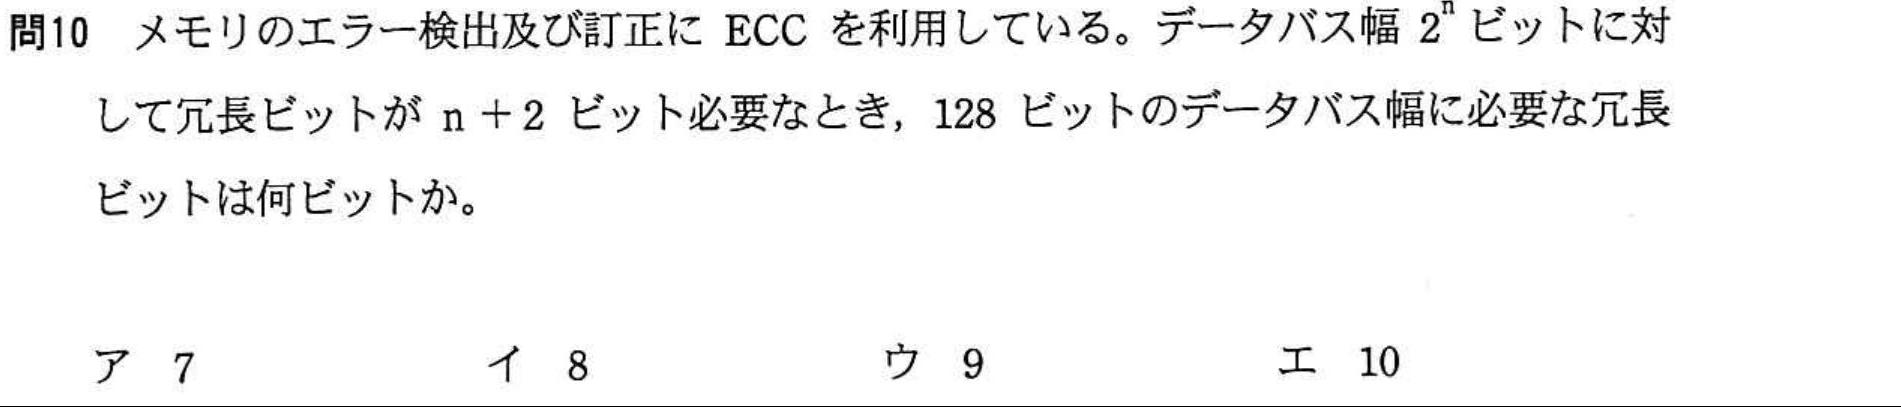 問10　メモリのエラー検出及び訂正に ECC を利用している。データバス幅 2ⁿ ビットに対
して冗長ビットが n＋2 ビット必要なとき，128 ビットのデータバス幅に必要な冗長
ビットは何ビットか。
ア　7　イ　8　ウ　9　エ　10